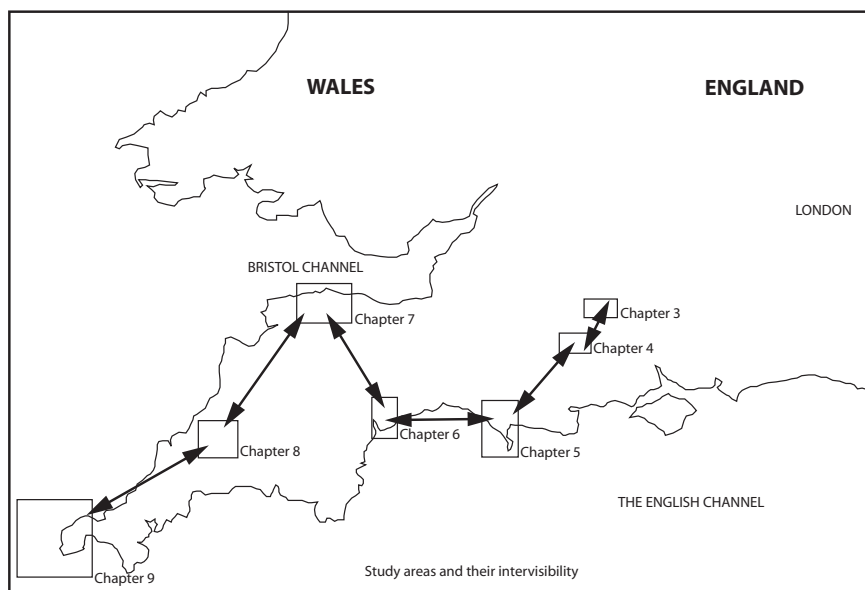 WALES
ENGLAND
LONDON
BRISTOL CHANNEL
Chapter 7
Chapter 3
Chapter 4
Chapter 6
Chapter 5
Chapter 8
THE ENGLISH CHANNEL
Study areas and their intervisibility
Chapter 9